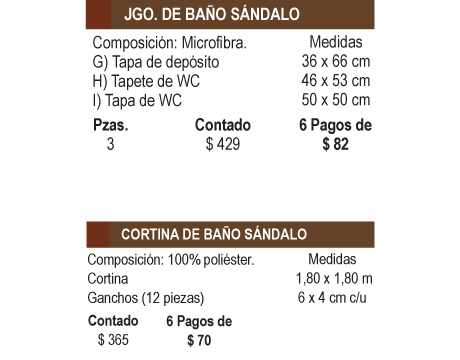 JGO. DE BAÑO SÁNDALO
Composición: Microfibra. Medidas
G) Tapa de depósito 36 x 66 cm
H) Tapete de WC 46 x 53 cm
I) Tapa de WC 50 x 50 cm
Pzas. Contado 6 Pagos de
3 $ 429 $ 82
CORTINA DE BAÑO SÁNDALO
Composición: 100% poliéster. Medidas
Cortina 1,80 x 1,80 m
Ganchos (12 piezas) 6 x 4 cm c/u
Contado 6 Pagos de
$ 365 $ 70